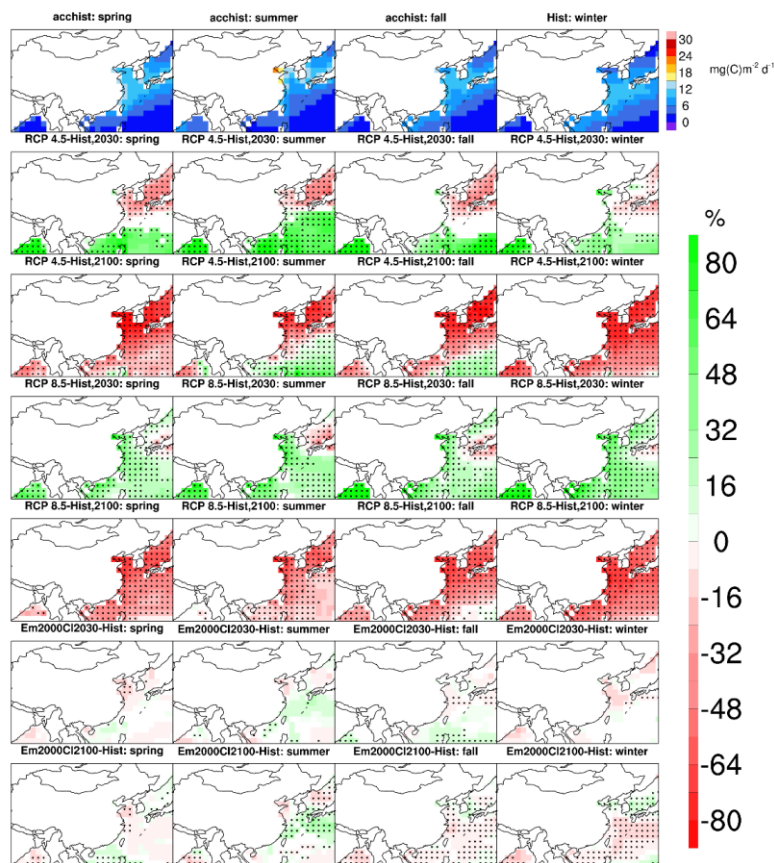 acchist: spring acchist: summer acchist: fall Hist: winter
30
24
18
12
6
0
mg(C)m⁻² d⁻¹
RCP 4.5-Hist,2030: spring RCP 4.5-Hist,2030: summer RCP 4.5-Hist,2030: fall RCP 4.5-Hist,2030: winter
RCP 4.5-Hist,2100: spring RCP 4.5-Hist,2100: summer RCP 4.5-Hist,2100: fall RCP 4.5-Hist,2100: winter
RCP 8.5-Hist,2030: spring RCP 8.5-Hist,2030: summer RCP 8.5-Hist,2030: fall RCP 8.5-Hist,2030: winter
RCP 8.5-Hist,2100: spring RCP 8.5-Hist,2100: summer RCP 8.5-Hist,2100: fall RCP 8.5-Hist,2100: winter
Em2000Cl2030-Hist: spring Em2000Cl2030-Hist: summer Em2000Cl2030-Hist: fall Em2000Cl2030-Hist: winter
Em2000Cl2100-Hist: spring Em2000Cl2100-Hist: summer Em2000Cl2100-Hist: fall Em2000Cl2100-Hist: winter
%
80
64
48
32
16
0
-16
-32
-48
-64
-80